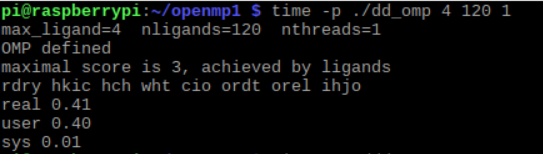 pi@raspberrypi:~/openmp1 $ time -p ./dd_omp 4 120 1
max_ligand=4  nligands=120  nthreads=1
OMP defined
maximal score is 3, achieved by ligands
rdry hkic hch wht cio ordt orel ihjo
real 0.41
user 0.40
sys 0.01